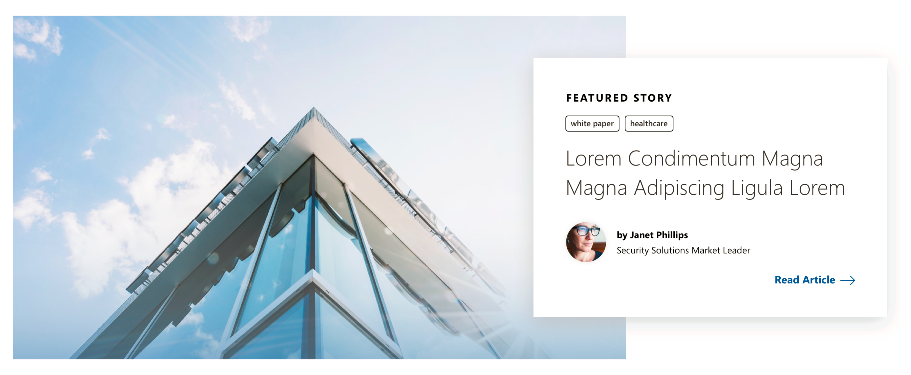 FEATURED STORY
white paper healthcare
Lorem Condimentum Magna
Magna Adipiscing Ligula Lorem
by Janet Phillips
Security Solutions Market Leader
Read Article →